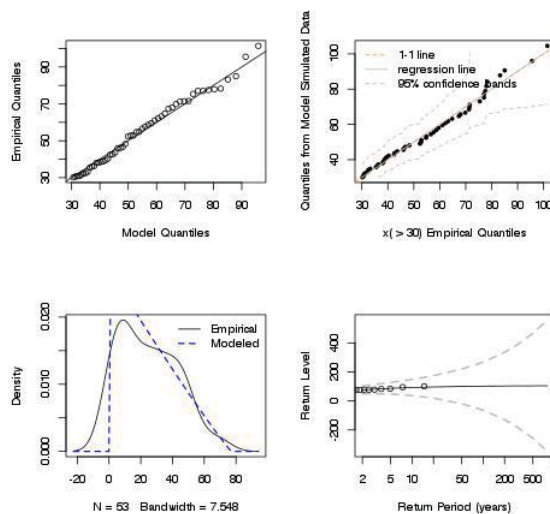 Empirical Quantiles
30
50
70
90
30 40 50 60 70 80 90
Model Quantiles
Quantiles from Model Simulated Data
40
60
80
100
1-1 line
regression line
95% confidence bands
30 40 50 60 70 80 90 100
x( > 30) Empirical Quantiles
Density
0.000
0.010
0.020
Empirical
Modeled
-20 0 20 40 60 80
N = 53 Bandwidth = 7.548
Return Level
-200
0
200
400
2 5 10 50 100 200 500
Return Period (years)